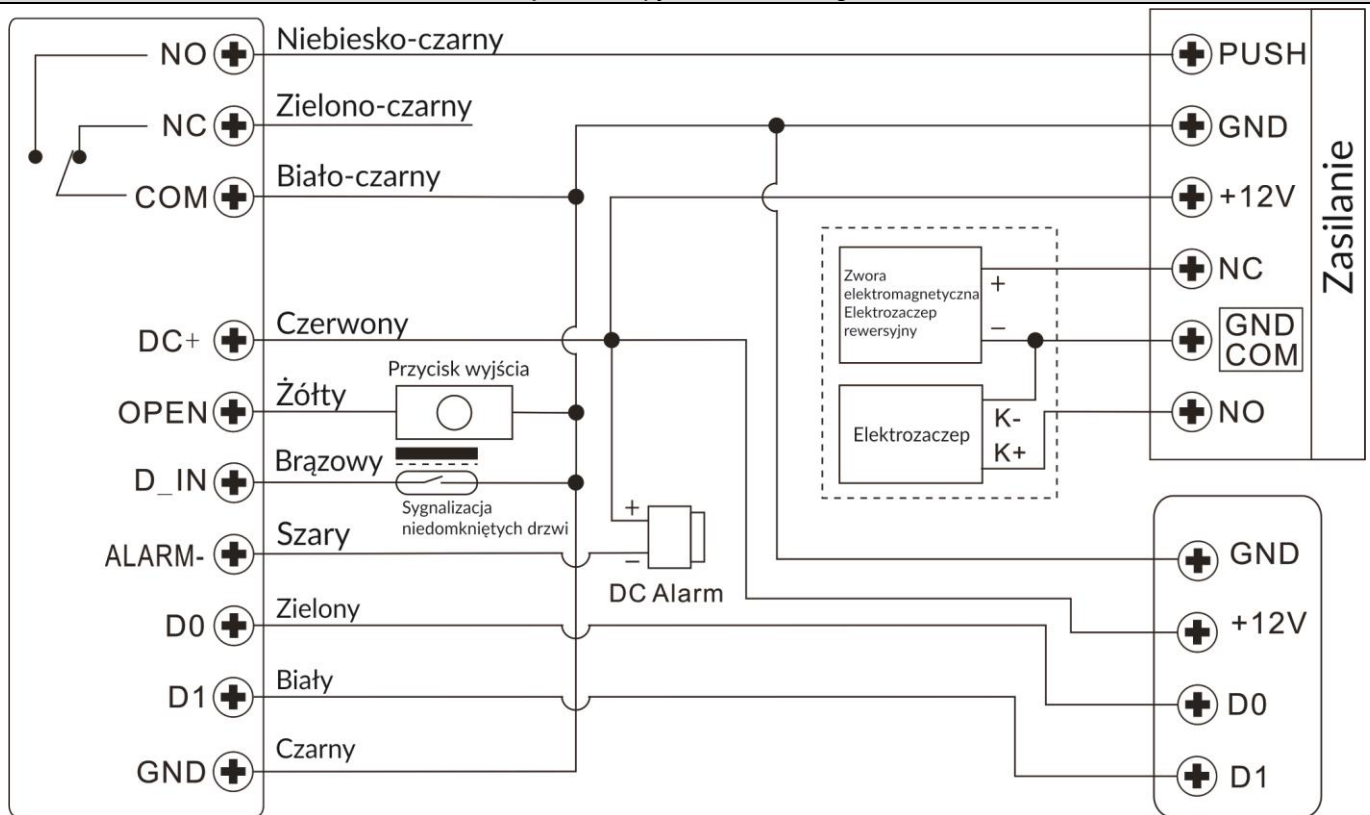 NO
Niebiesko-czarny
PUSH
NC
Zielono-czarny
GND
COM
Biało-czarny
+12V
Zasilanie
Zwora
elektromagnetyczna
Elektrozaczep
rewersyjny
+
−
NC
GND
COM
DC+
Czerwony
Przycisk wyjścia
OPEN
Żółty
Elektrozaczep
K-
K+
NO
D_IN
Brązowy
Sygnalizacja
niedomkniętych drzwi
ALARM-
Szary
+
−
DC Alarm
GND
D0
Zielony
+12V
D1
Biały
D0
GND
Czarny
D1